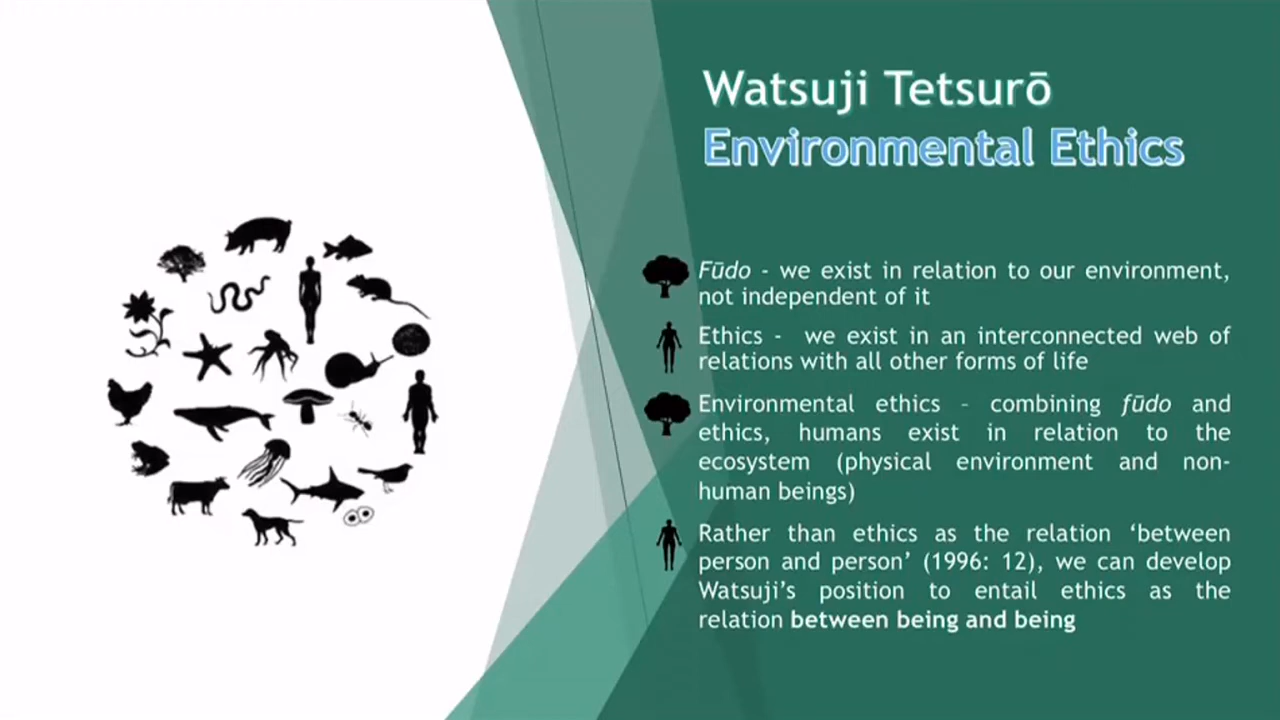 Watsuji Tetsurō
Environmental Ethics
Fūdo - we exist in relation to our environment,
not independent of it
Ethics - we exist in an interconnected web of
relations with all other forms of life
Environmental ethics – combining fūdo and
ethics, humans exist in relation to the
ecosystem (physical environment and non-
human beings)
Rather than ethics as the relation ‘between
person and person’ (1996: 12), we can develop
Watsuji’s position to entail ethics as the
relation between being and being